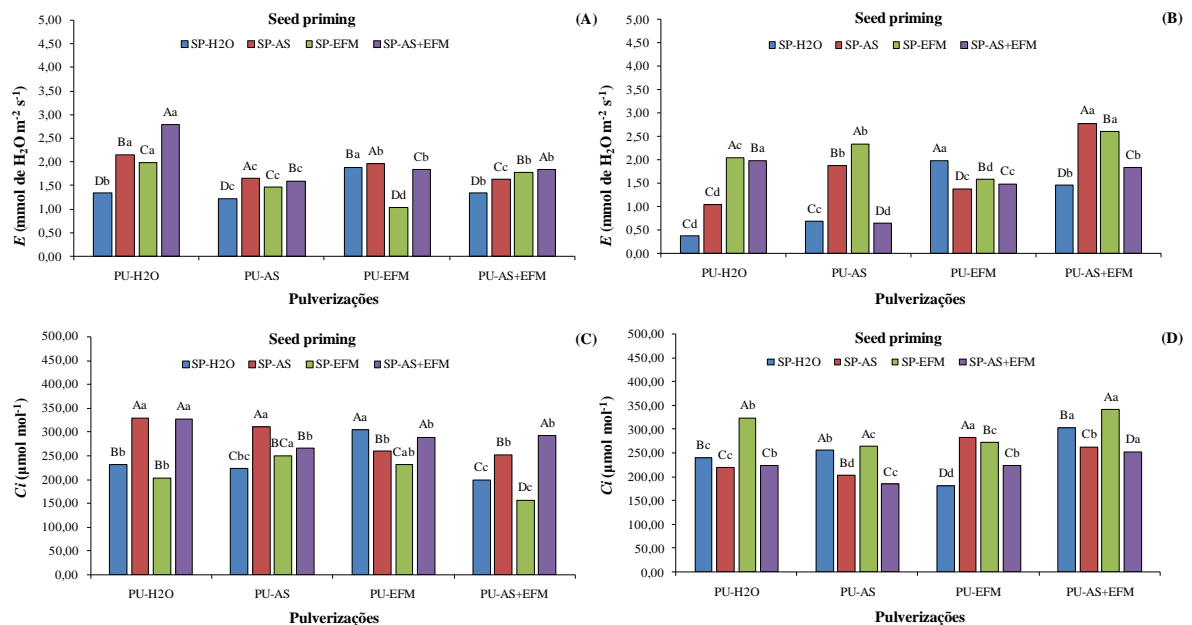 Seed priming (A)
SP-H2O SP-AS SP-EFM SP-AS+EFM
E (mmol de H₂O m⁻² s⁻¹)
5,00
4,50
4,00
3,50
3,00
2,50
2,00
1,50
1,00
0,50
0,00
Db Ba Ca Aa
Dc Ac Cc Bc
Ba Ab Dd Cb
Db Cc Bb Ab
PU-H2O PU-AS PU-EFM PU-AS+EFM
Pulverizações
Seed priming (B)
SP-H2O SP-AS SP-EFM SP-AS+EFM
E (mmol de H₂O m⁻² s⁻¹)
5,00
4,50
4,00
3,50
3,00
2,50
2,00
1,50
1,00
0,50
0,00
Cd Cd Ac Ba
Cc Bb Ab Dd
Aa Dc Bd Cc
Db Aa Ba Cb
PU-H2O PU-AS PU-EFM PU-AS+EFM
Pulverizações
Seed priming (C)
SP-H2O SP-AS SP-EFM SP-AS+EFM
Ci (µmol mol⁻¹)
500,00
450,00
400,00
350,00
300,00
250,00
200,00
150,00
100,00
50,00
0,00
Bb Aa Bb Aa
Cbc Aa BCa Bb
Aa Bb Cab Ab
Cc Bb Dc Ab
PU-H2O PU-AS PU-EFM PU-AS+EFM
Pulverizações
Seed priming (D)
SP-H2O SP-AS SP-EFM SP-AS+EFM
Ci (µmol mol⁻¹)
500,00
450,00
400,00
350,00
300,00
250,00
200,00
150,00
100,00
50,00
0,00
Bc Cc Ab Cb
Ab Bd Ac Cc
Dd Aa Bc Cb
Ba Cb Aa Da
PU-H2O PU-AS PU-EFM PU-AS+EFM
Pulverizações